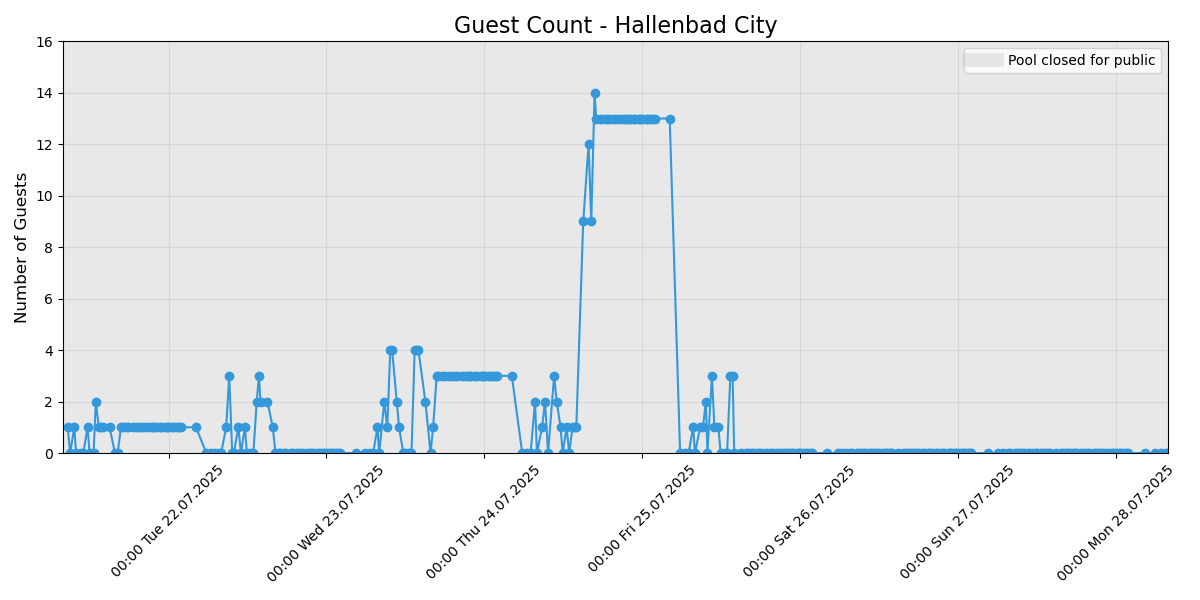 Guest Count - Hallenbad City
Pool closed for public
Number of Guests
16
14
12
10
8
6
4
2
0
00:00 Tue 22.07.2025
00:00 Wed 23.07.2025
00:00 Thu 24.07.2025
00:00 Fri 25.07.2025
00:00 Sat 26.07.2025
00:00 Sun 27.07.2025
00:00 Mon 28.07.2025